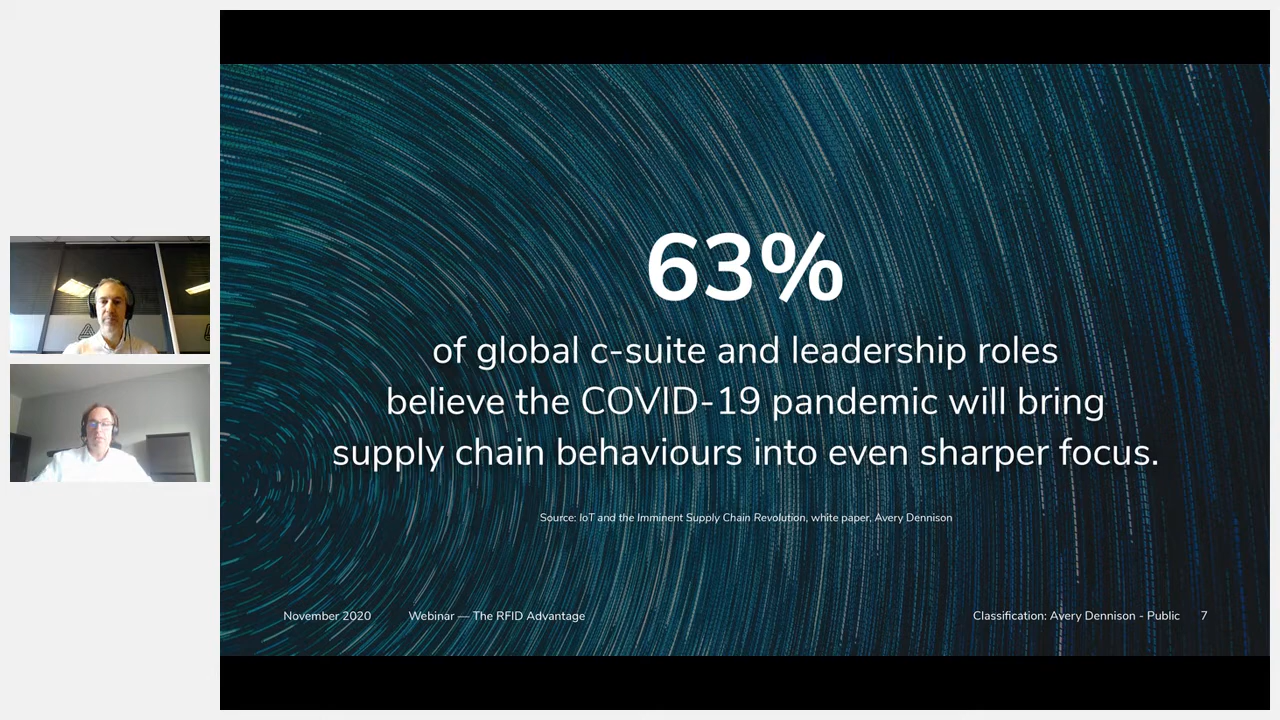 63%
of global c-suite and leadership roles
believe the COVID-19 pandemic will bring
supply chain behaviours into even sharper focus.
Source: IoT and the Imminent Supply Chain Revolution, white paper, Avery Dennison
November 2020 Webinar — The RFID Advantage Classification: Avery Dennison - Public 7